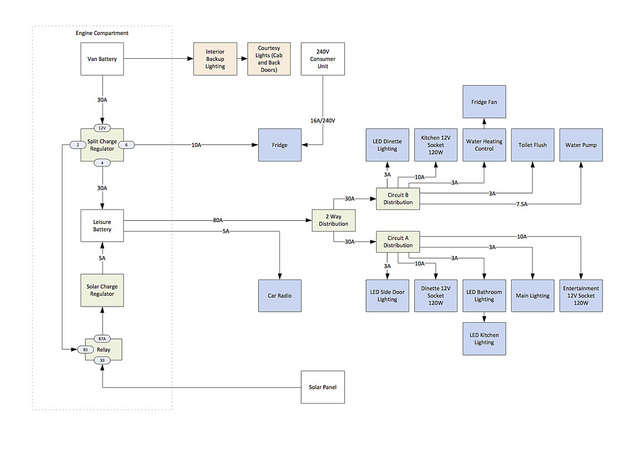 Engine Compartment
Van Battery
Interior
Backup
Lighting
Courtesy
Lights (Cab
and Back
Doors)
240V
Consumer
Unit
30A
16A/240V
12V
Split Charge
Regulator
2
6
4
10A
Fridge
Fridge Fan
LED Dinette
Lighting
Kitchen 12V
Socket
120W
Water Heating
Control
Toilet Flush
Water Pump
3A
10A
3A
3A
7.5A
30A
30A
Circuit B
Distribution
Leisure
Battery
80A
5A
2 Way
Distribution
30A
Circuit A
Distribution
10A
3A
3A
3A
10A
5A
Solar Charge
Regulator
Car Radio
LED Side Door
Lighting
Dinette 12V
Socket
120W
LED Bathroom
Lighting
Main Lighting
Entertainment
12V Socket
120W
LED Kitchen
Lighting
87A
85
Relay
30
Solar Panel